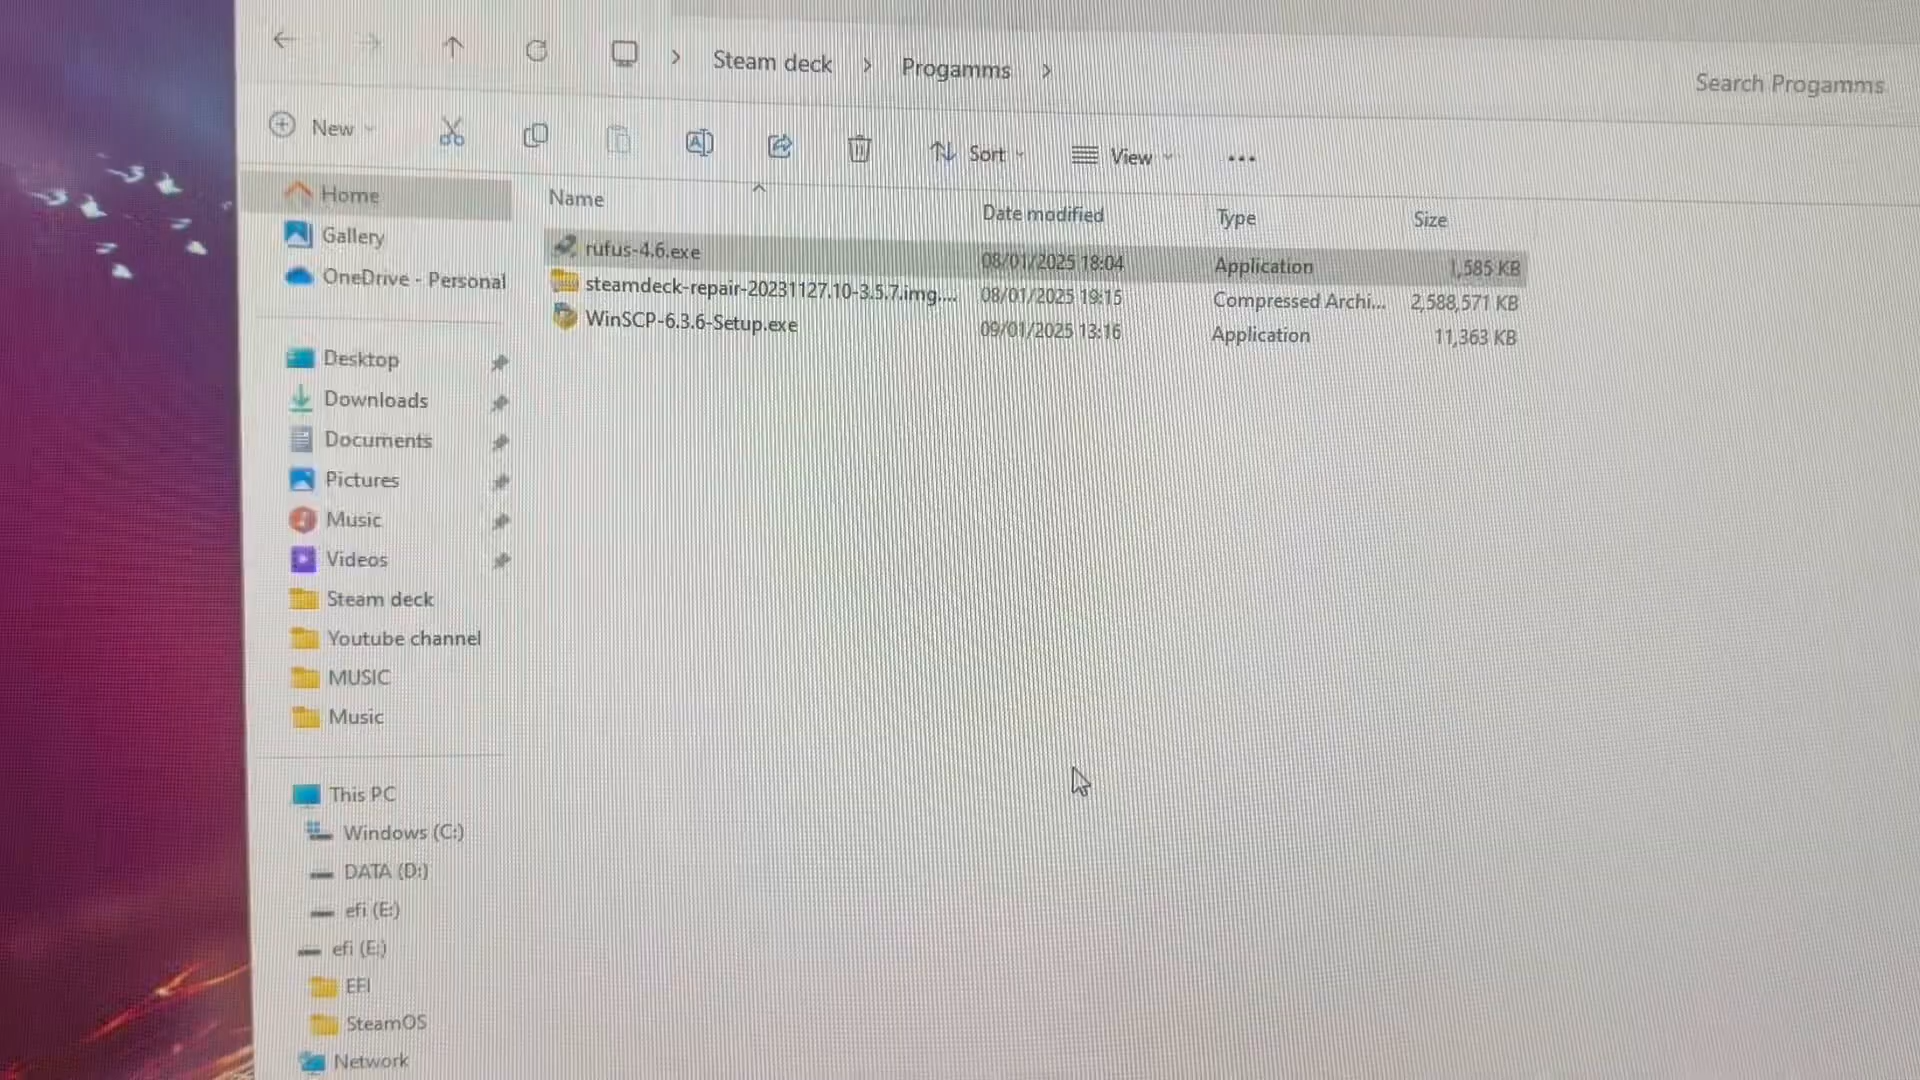 Steam deck > Progamms >
Search Progamms
New
Sort
View
Name
Date modified
Type
Size
rufus-4.6.exe 08/01/2025 18:04 Application 1,585 KB
steamdeck-repair-20231127.10-3.5.7.img.... 08/01/2025 19:15 Compressed Archi... 2,588,571 KB
WinSCP-6.3.6-Setup.exe 09/01/2025 13:16 Application 11,363 KB
Home
Gallery
OneDrive - Personal
Desktop
Downloads
Documents
Pictures
Music
Videos
Steam deck
Youtube channel
MUSIC
Music
This PC
Windows (C:)
DATA (D:)
efi (E:)
efi (E:)
EFI
SteamOS
Network